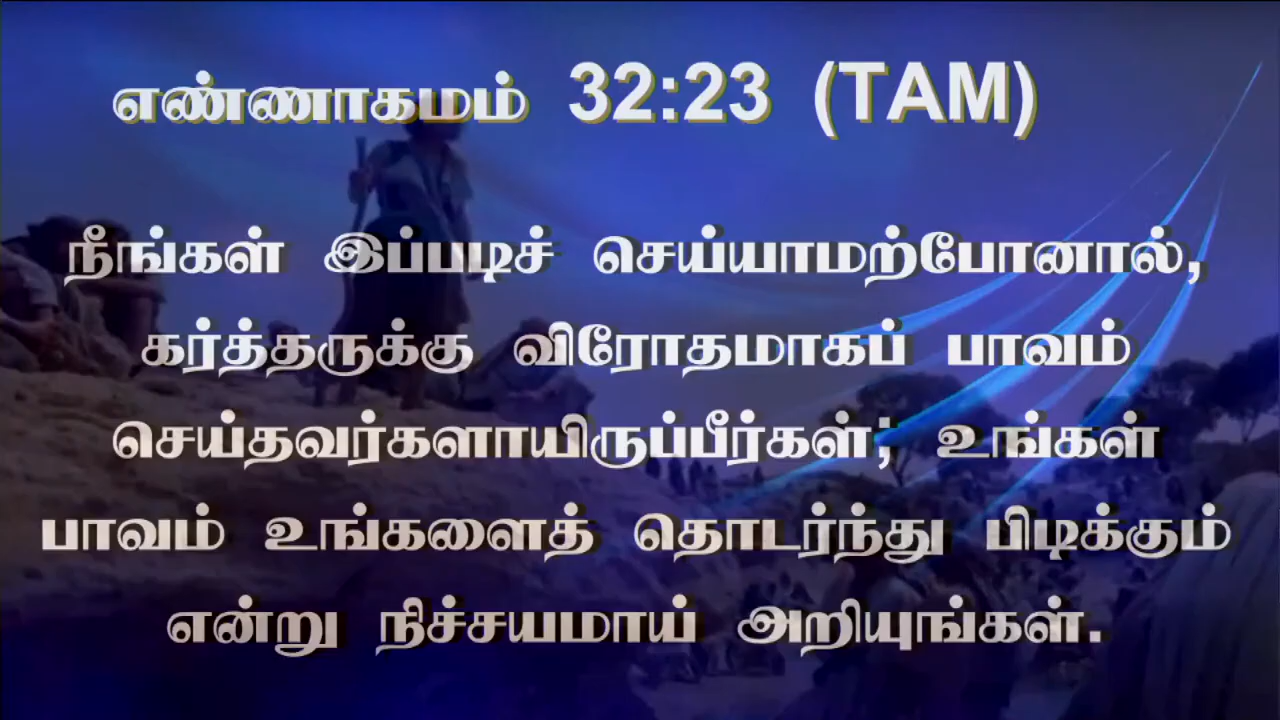 எண்ணாகமம் 32:23 (TAM)
நீங்கள் இப்படிச் செய்யாமற்போனால்,
கர்த்தருக்கு விரோதமாகப் பாவம்
செய்தவர்களாயிருப்பீர்கள்; உங்கள்
பாவம் உங்களைத் தொடர்ந்து பிடிக்கும்
என்று நிச்சயமாய் அறியுங்கள்.